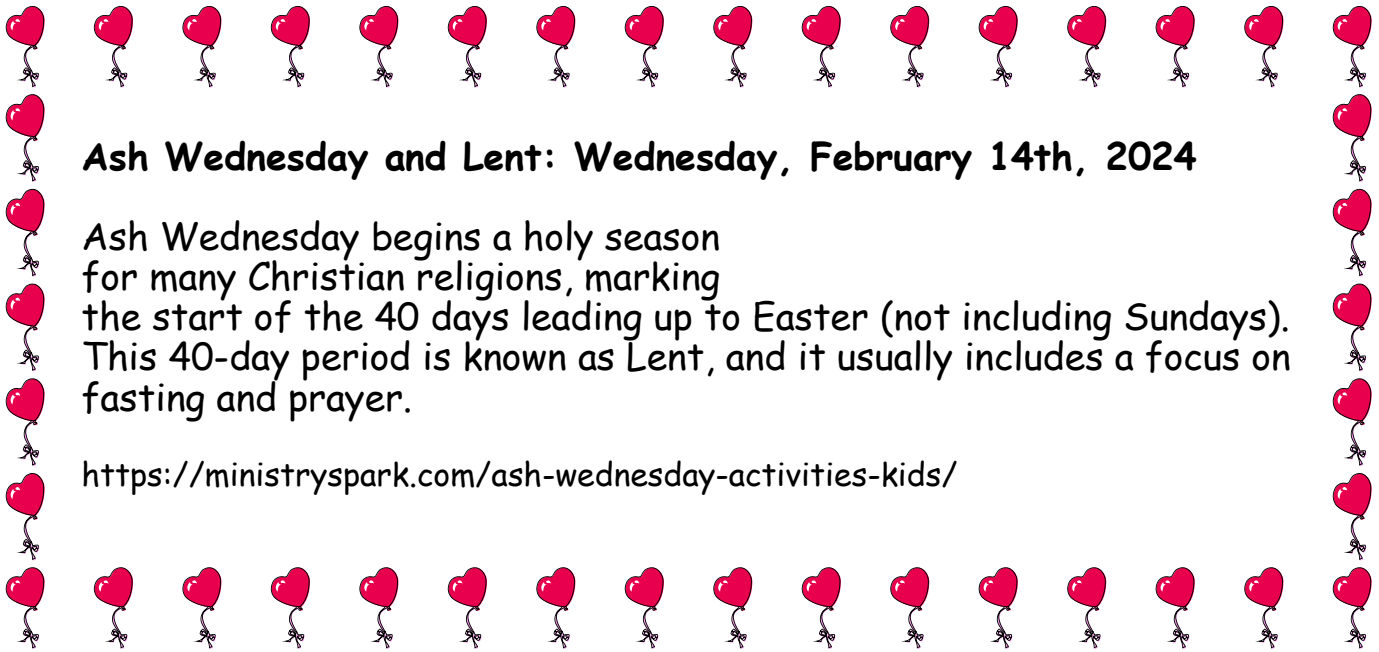 Ash Wednesday and Lent: Wednesday, February 14th, 2024
Ash Wednesday begins a holy season
for many Christian religions, marking
the start of the 40 days leading up to Easter (not including Sundays).
This 40-day period is known as Lent, and it usually includes a focus on
fasting and prayer.
https://ministryspark.com/ash-wednesday-activities-kids/